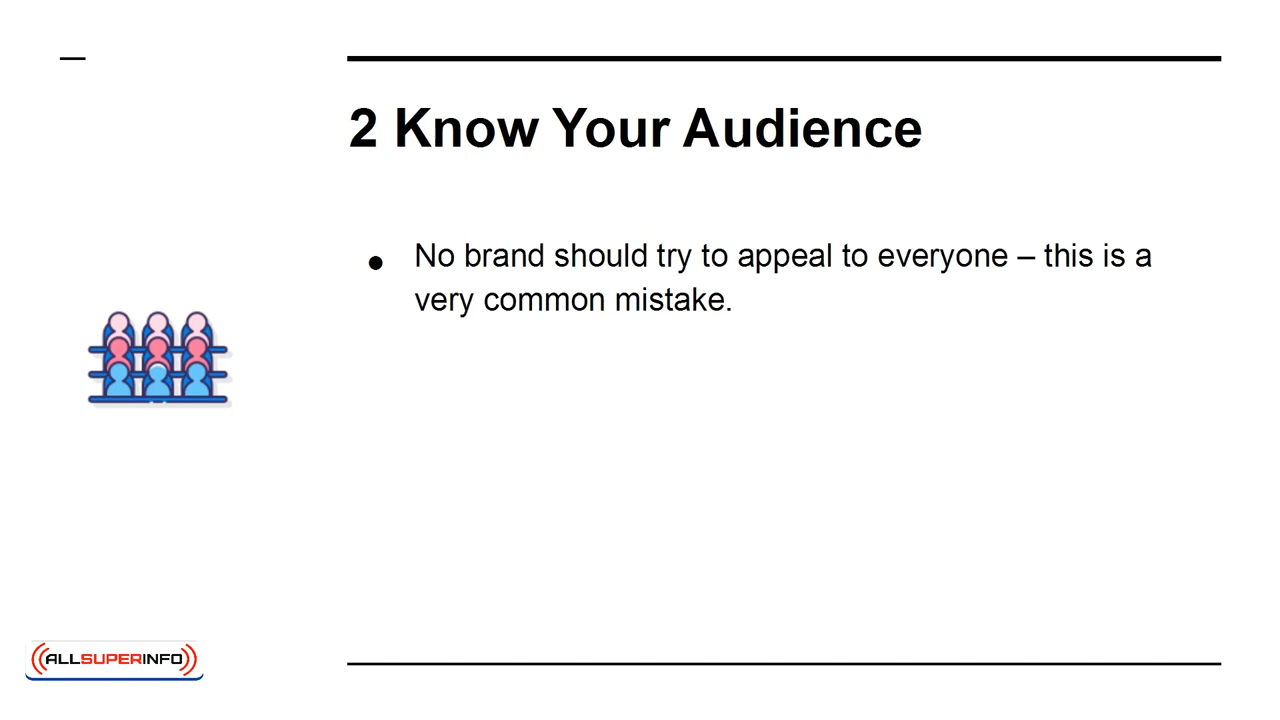 2 Know Your Audience
● No brand should try to appeal to everyone – this is a
very common mistake.
ALLSUPERINFO